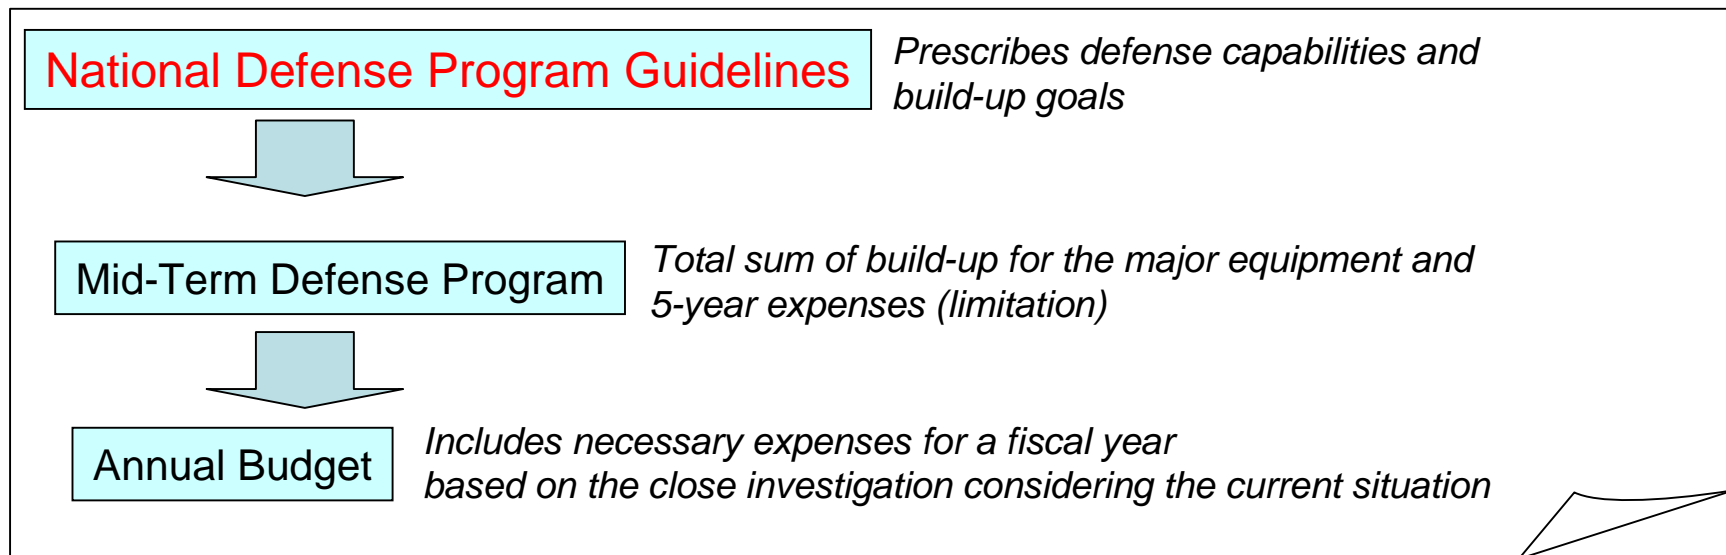 National Defense Program Guidelines
Prescribes defense capabilities and
build-up goals
Mid-Term Defense Program
Total sum of build-up for the major equipment and
5-year expenses (limitation)
Annual Budget
Includes necessary expenses for a fiscal year
based on the close investigation considering the current situation